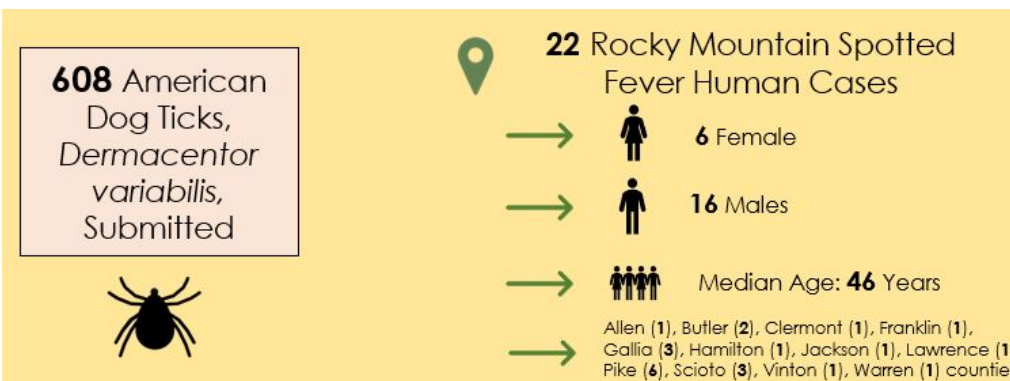 608 American
Dog Ticks,
Dermacentor
variabilis,
Submitted
22 Rocky Mountain Spotted
Fever Human Cases
6 Female
16 Males
Median Age: 46 Years
Allen (1), Butler (2), Clermont (1), Franklin (1),
Gallia (3), Hamilton (1), Jackson (1), Lawrence (1
Pike (6), Scioto (3), Vinton (1), Warren (1) countie